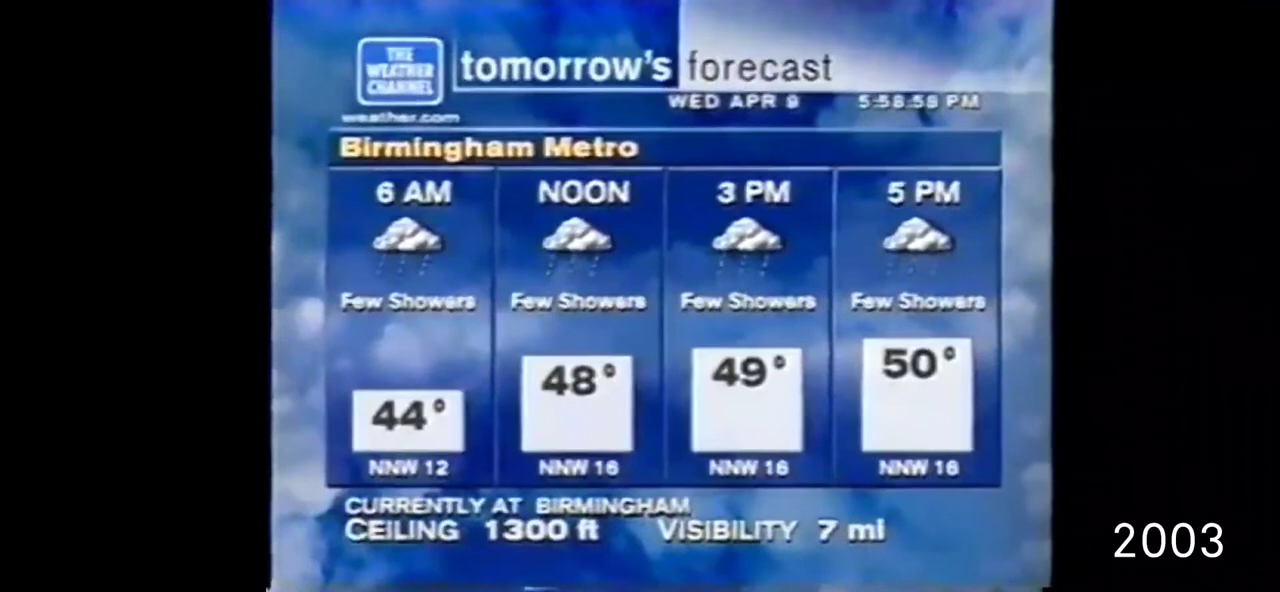 THE
WEATHER
CHANNEL
tomorrow's forecast
WED APR 9 5:58:58 PM
weather.com
Birmingham Metro
6 AM NOON 3 PM 5 PM
Few Showers Few Showers Few Showers Few Showers
44° 48° 49° 50°
NNW 12 NNW 16 NNW 16 NNW 16
CURRENTLY AT BIRMINGHAM
CEILING 1300 ft VISIBILITY 7 mi
2003